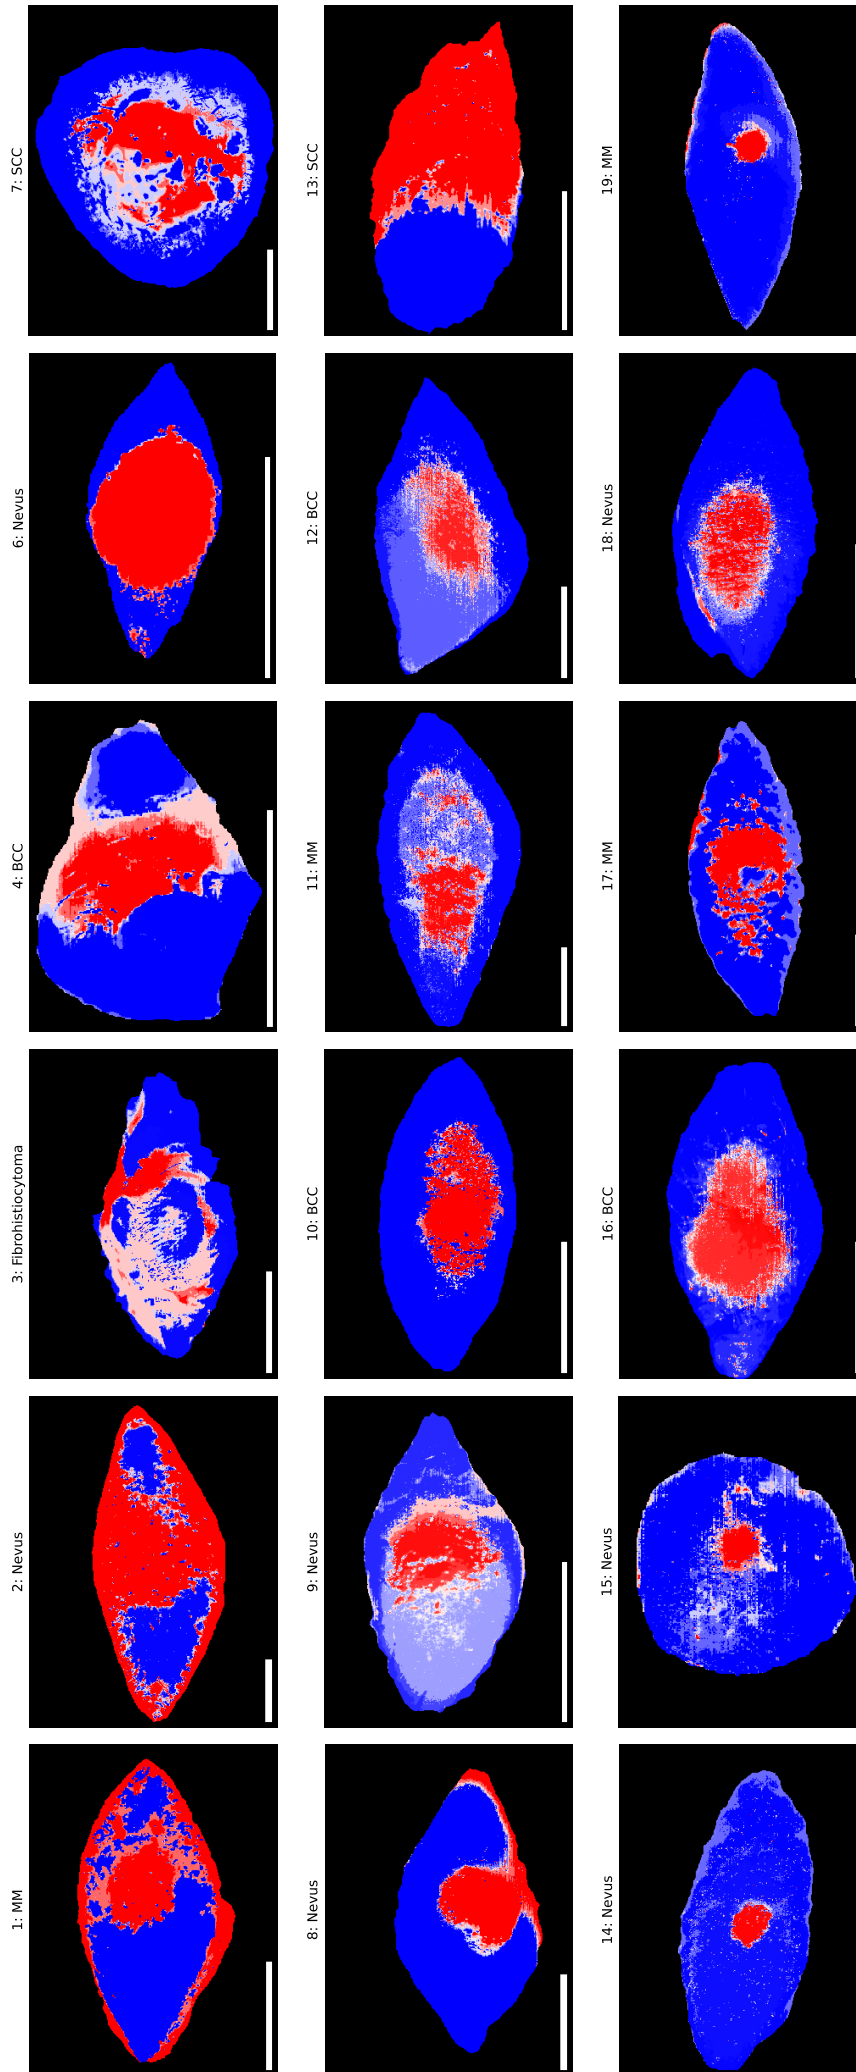 1: MM
2: Nevus
3: Fibrohistiocytoma
4: BCC
6: Nevus
7: SCC
8: Nevus
9: Nevus
10: BCC
11: MM
12: BCC
13: SCC
14: Nevus
15: Nevus
16: BCC
17: MM
18: Nevus
19: MM